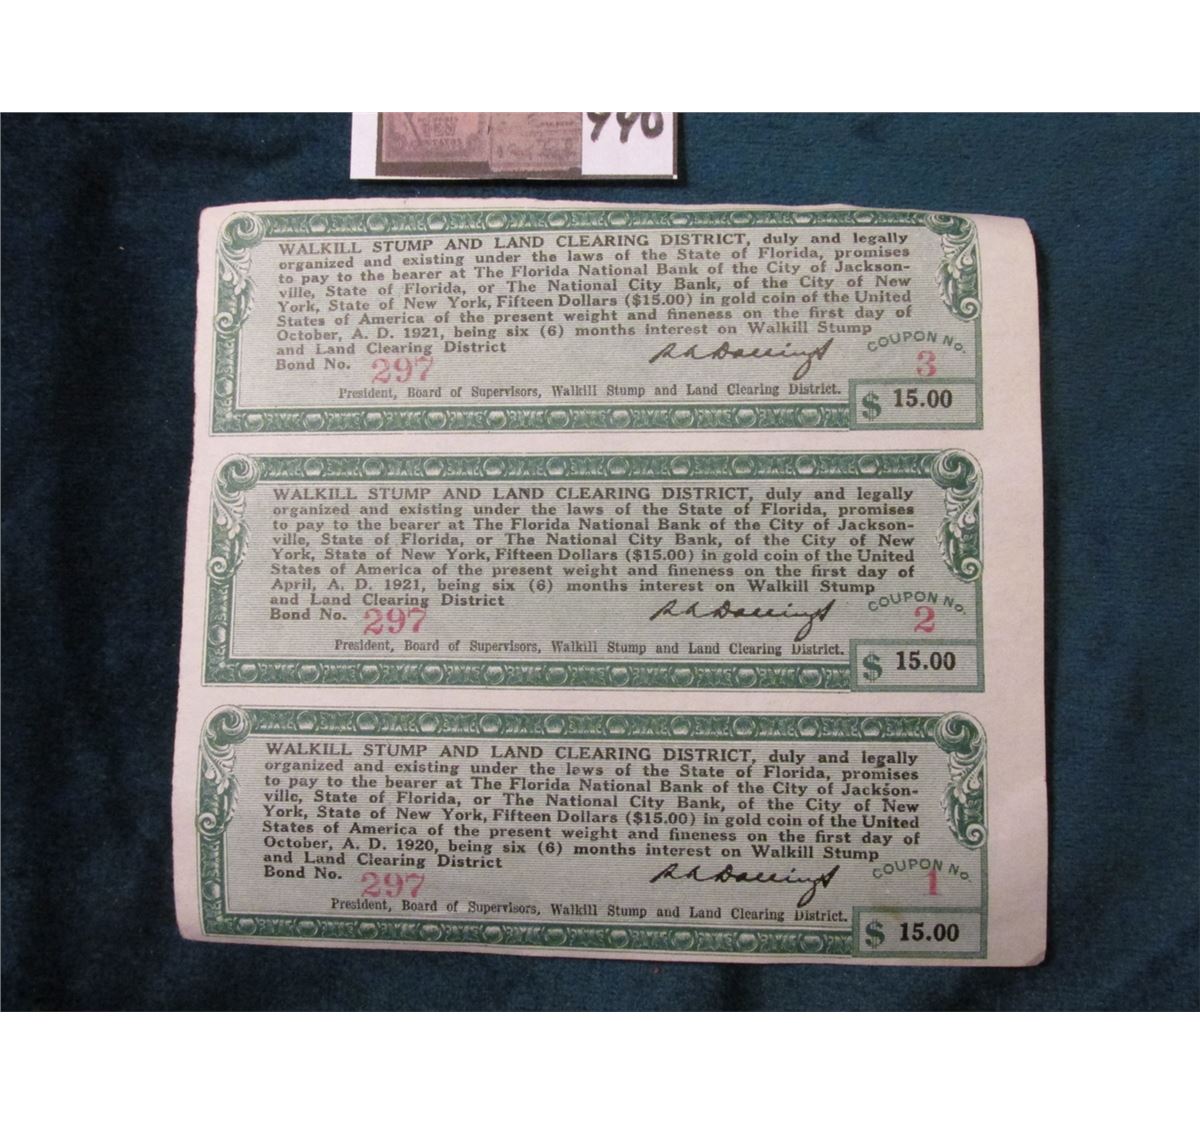 TEN
440
WALKILL STUMP AND LAND CLEARING DISTRICT, duly and legally
organized and existing under the laws of the State of Florida, promises
to pay to the bearer at The Florida National Bank of the City of Jackson-
ville, State of Florida, or The National City Bank, of the City of New
York, State of New York, Fifteen Dollars ($15.00) in gold coin of the United
States of America of the present weight and fineness on the first day of
October, A. D. 1921, being six (6) months interest on Walkill Stump
and Land Clearing District
Bond No. 297
COUPON No.
3
President, Board of Supervisors, Walkill Stump and Land Clearing District.
$ 15.00
WALKILL STUMP AND LAND CLEARING DISTRICT, duly and legally
organized and existing under the laws of the State of Florida, promises
to pay to the bearer at The Florida National Bank of the City of Jackson-
ville, State of Florida, or The National City Bank, of the City of New
York, State of New York, Fifteen Dollars ($15.00) in gold coin of the United
States of America of the present weight and fineness on the first day of
April, A. D. 1921, being six (6) months interest on Walkill Stump
and Land Clearing District
Bond No. 297
COUPON No.
2
President, Board of Supervisors, Walkill Stump and Land Clearing District.
$ 15.00
WALKILL STUMP AND LAND CLEARING DISTRICT, duly and legally
organized and existing under the laws of the State of Florida, promises
to pay to the bearer at The Florida National Bank of the City of Jackson-
ville, State of Florida, or The National City Bank, of the City of New
York, State of New York, Fifteen Dollars ($15.00) in gold coin of the United
States of America of the present weight and fineness on the first day of
October, A. D. 1920, being six (6) months interest on Walkill Stump
and Land Clearing District
Bond No. 297
COUPON No.
1
President, Board of Supervisors, Walkill Stump and Land Clearing District.
$ 15.00